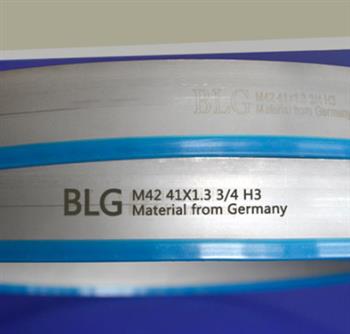 BLG M42 41x1.3 3/4 H3
Material from Germany
BLG M42 41X1.3 3/4 H3
Material from Germany